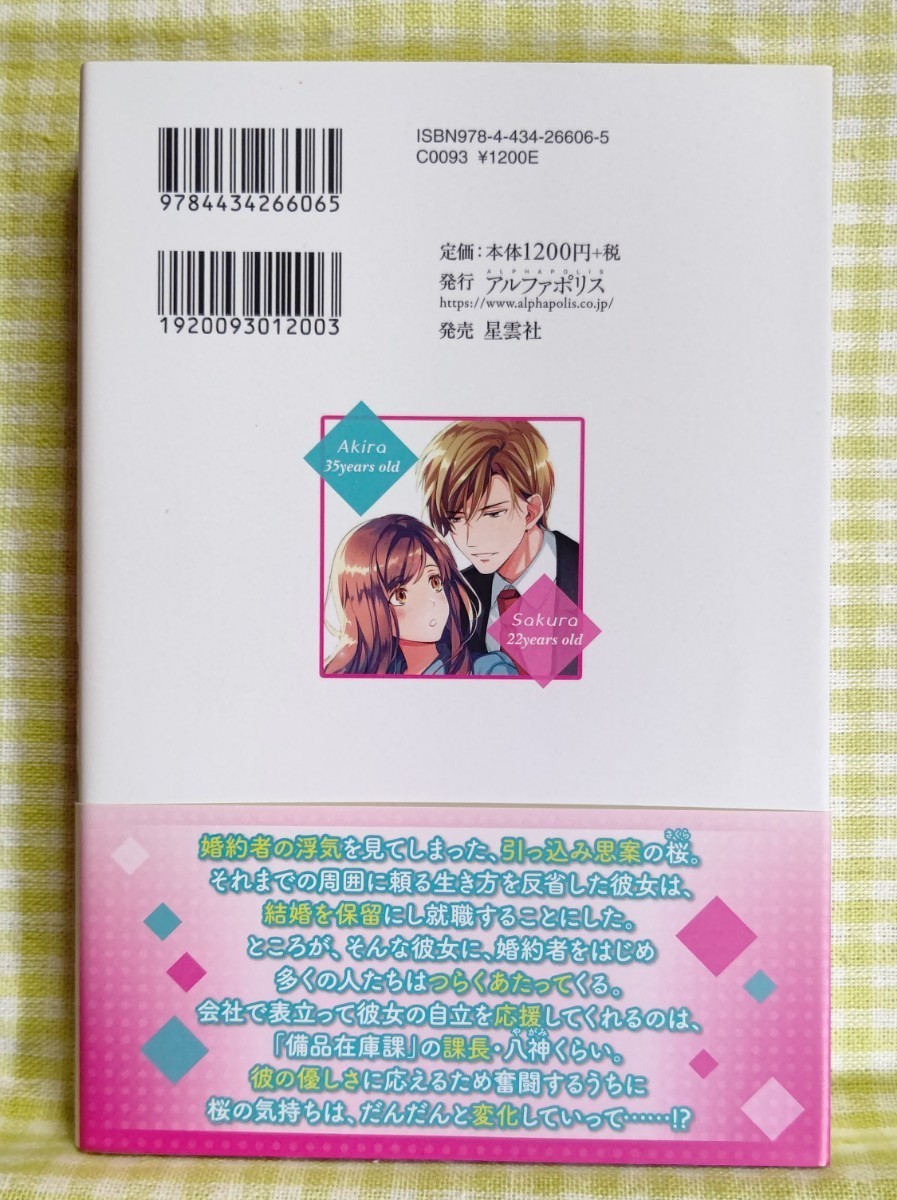 ISBN978-4-434-26606-5
C0093 ¥1200E
9784434266065
定価：本体1200円+税
ALPHAPOLIS
発行 アルファポリス
https://www.alphapolis.co.jp/
1920093012003
発売 星雲社
Akira
35years old
Sakura
22years old
さくら
婚約者の浮気を見てしまった、引っ込み思案の桜。
それまでの周囲に頼る生き方を反省した彼女は、
結婚を保留にし就職することにした。
ところが、そんな彼女に、婚約者をはじめ
多くの人たちはつらくあたってくる。
会社で表立って彼女の自立を応援してくれるのは、
やがみ
「備品在庫課」の課長・八神くらい。
彼の優しさに応えるため奮闘するうちに
桜の気持ちは、だんだんと変化していって……!?